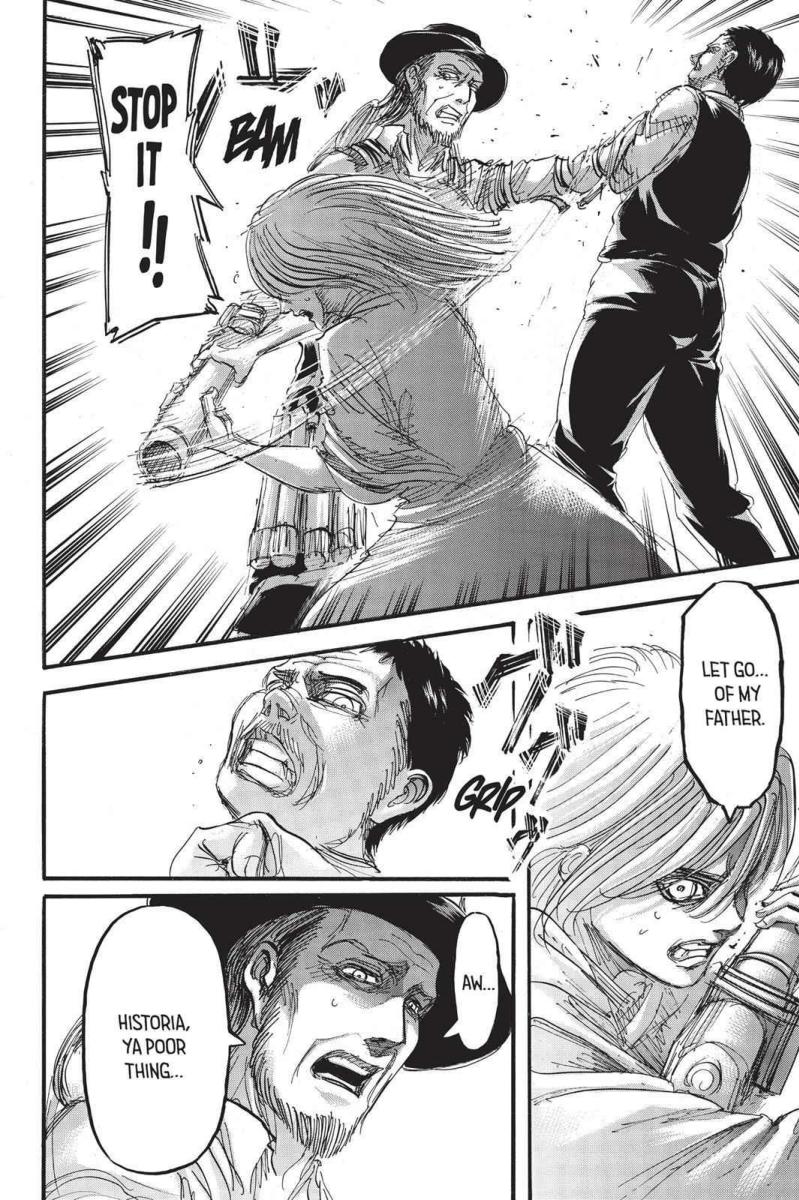 STOP
IT
!!
BAM
LET GO...
OF MY
FATHER.
GRIP
AW...
HISTORIA,
YA POOR
THING...